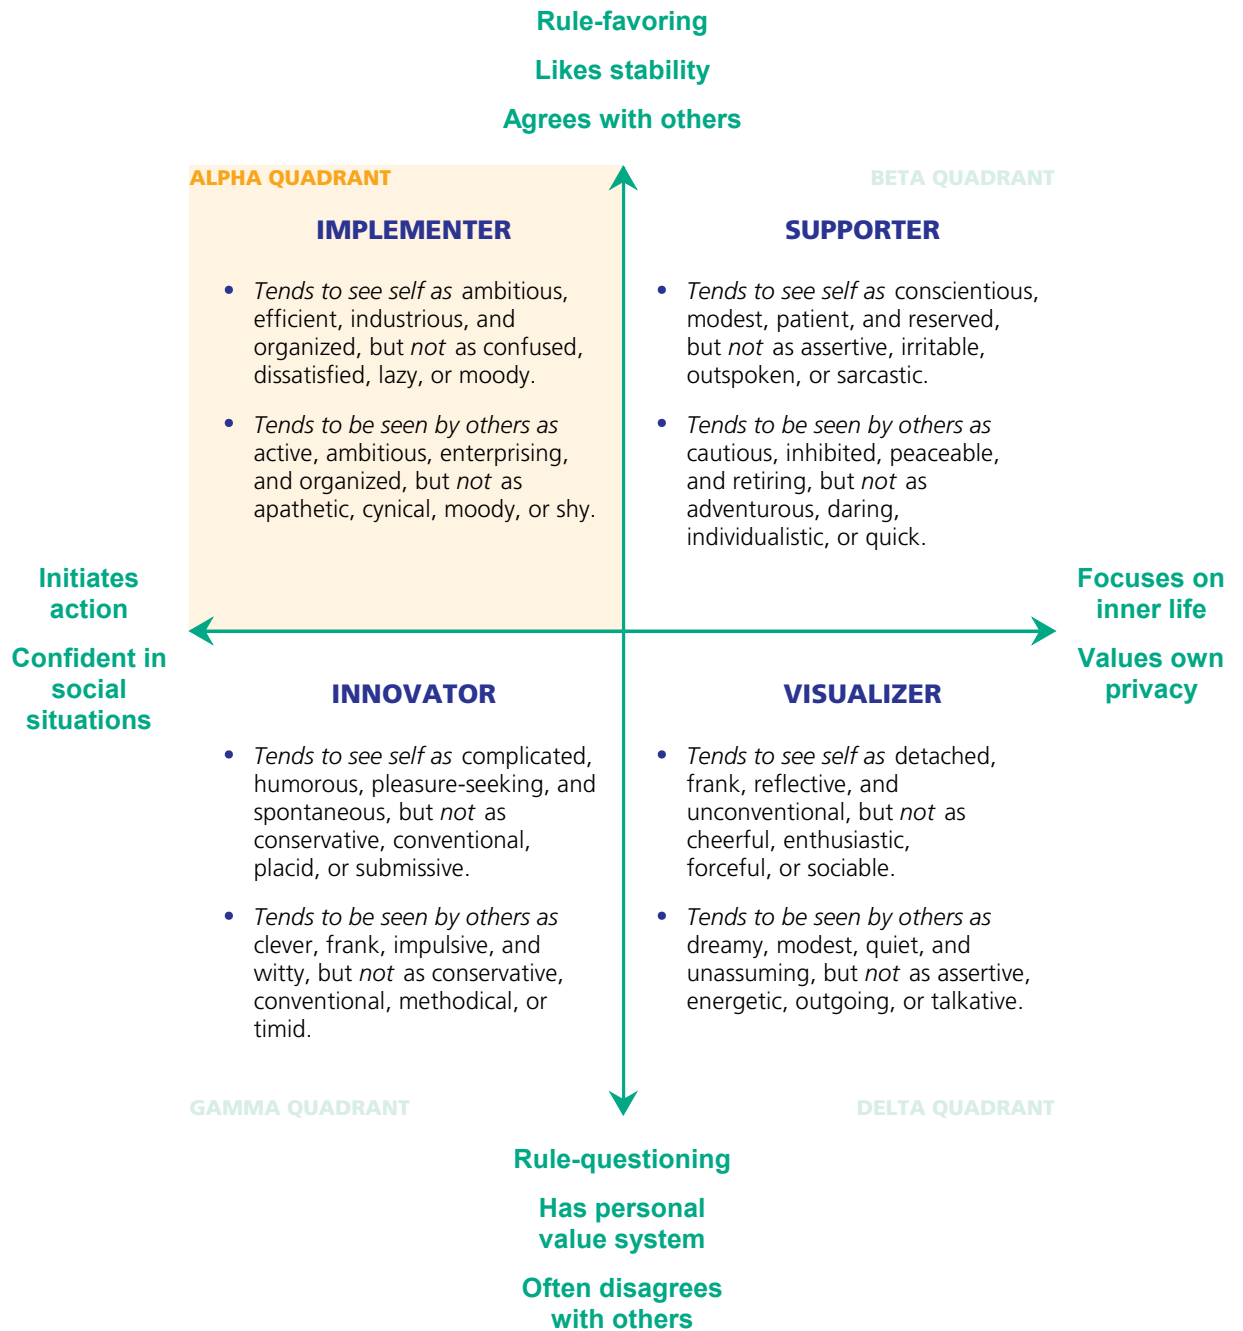 Rule-favoring
Likes stability
Agrees with others
ALPHA QUADRANT
IMPLEMENTER
• Tends to see self as ambitious,
efficient, industrious, and
organized, but not as confused,
dissatisfied, lazy, or moody.
• Tends to be seen by others as
active, ambitious, enterprising,
and organized, but not as
apathetic, cynical, moody, or shy.
BETA QUADRANT
SUPPORTER
• Tends to see self as conscientious,
modest, patient, and reserved,
but not as assertive, irritable,
outspoken, or sarcastic.
• Tends to be seen by others as
cautious, inhibited, peaceable,
and retiring, but not as
adventurous, daring,
individualistic, or quick.
Initiates
action
Confident in
social
situations
Focuses on
inner life
Values own
privacy
INNOVATOR
• Tends to see self as complicated,
humorous, pleasure-seeking, and
spontaneous, but not as
conservative, conventional,
placid, or submissive.
• Tends to be seen by others as
clever, frank, impulsive, and
witty, but not as conservative,
conventional, methodical, or
timid.
GAMMA QUADRANT
VISUALIZER
• Tends to see self as detached,
frank, reflective, and
unconventional, but not as
cheerful, enthusiastic,
forceful, or sociable.
• Tends to be seen by others as
dreamy, modest, quiet, and
unassuming, but not as assertive,
energetic, outgoing, or talkative.
DELTA QUADRANT
Rule-questioning
Has personal
value system
Often disagrees
with others